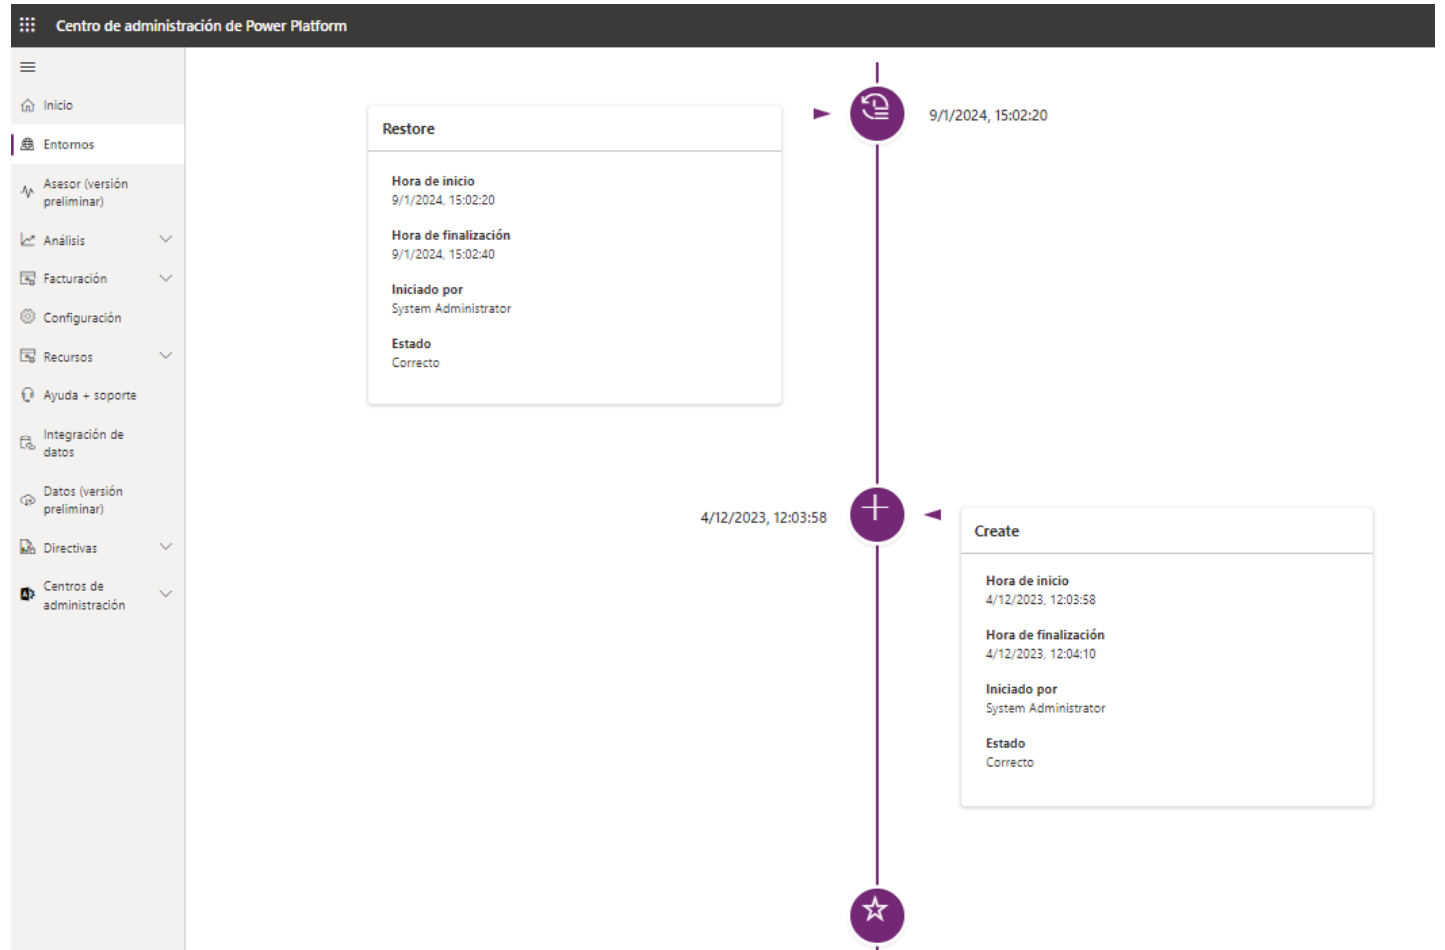 Centro de administración de Power Platform
Inicio
Entornos
Asesor (versión
preliminar)
Análisis
Facturación
Configuración
Recursos
Ayuda + soporte
Integración de
datos
Datos (versión
preliminar)
Directivas
Centros de
administración
Restore
Hora de inicio
9/1/2024, 15:02:20
Hora de finalización
9/1/2024, 15:02:40
Iniciado por
System Administrator
Estado
Correcto
9/1/2024, 15:02:20
4/12/2023, 12:03:58
Create
Hora de inicio
4/12/2023, 12:03:58
Hora de finalización
4/12/2023, 12:04:10
Iniciado por
System Administrator
Estado
Correcto